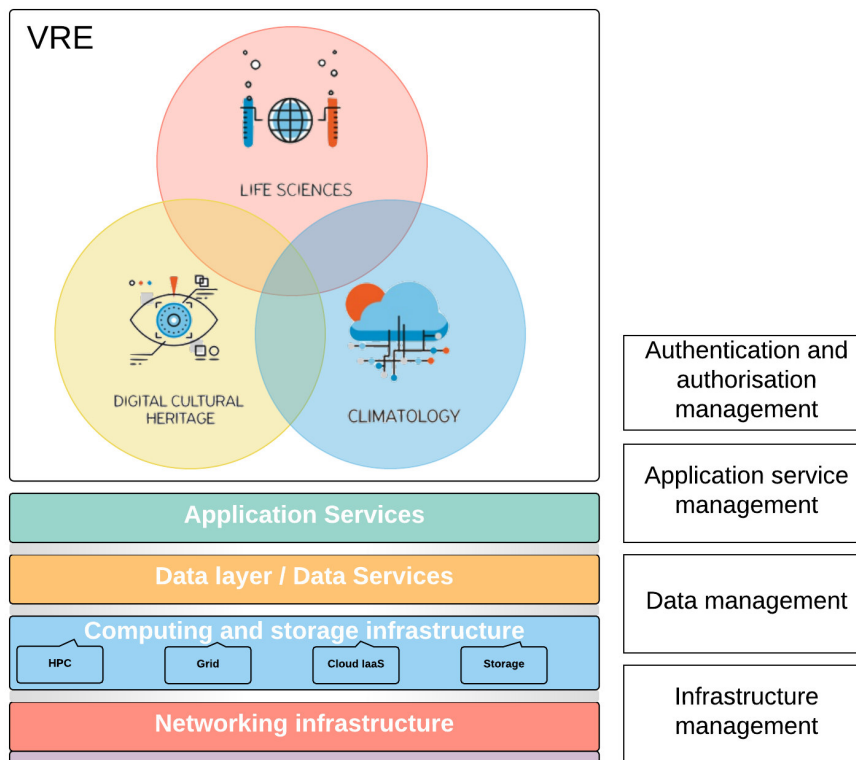 VRE
LIFE SCIENCES
DIGITAL CULTURAL
HERITAGE
CLIMATOLOGY
Application Services
Data layer / Data Services
Computing and storage infrastructure
HPC
Grid
Cloud IaaS
Storage
Networking infrastructure
Authentication and
authorisation
management
Application service
management
Data management
Infrastructure
management